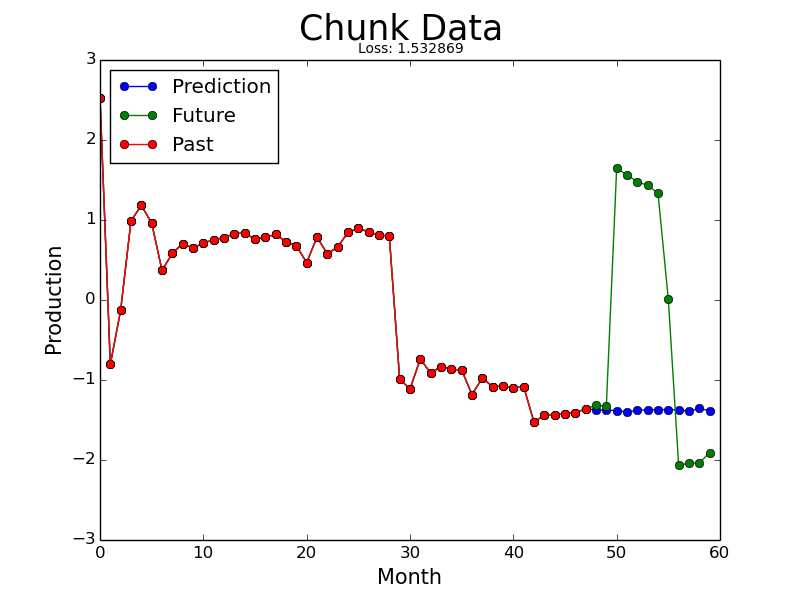 Chunk Data
Loss: 1.532869
Prediction
Future
Past
Production
3
2
1
0
−1
−2
−3
0 10 20 30 40 50 60
Month